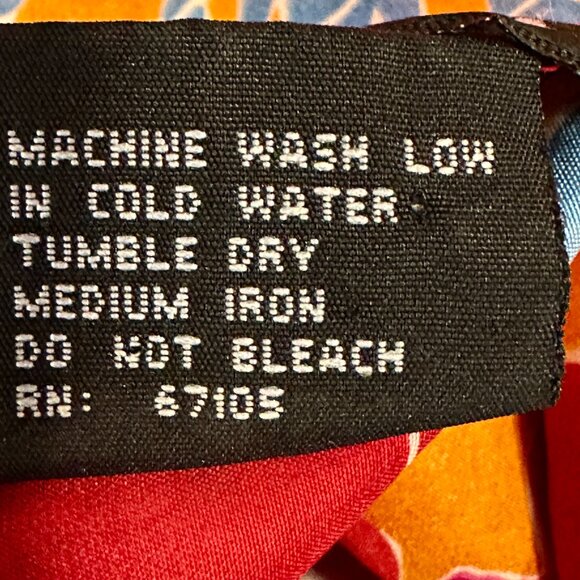 MACHINE WASH LOW
IN COLD WATER
TUMBLE DRY
MEDIUM IRON
DO NOT BLEACH
RN: 67105